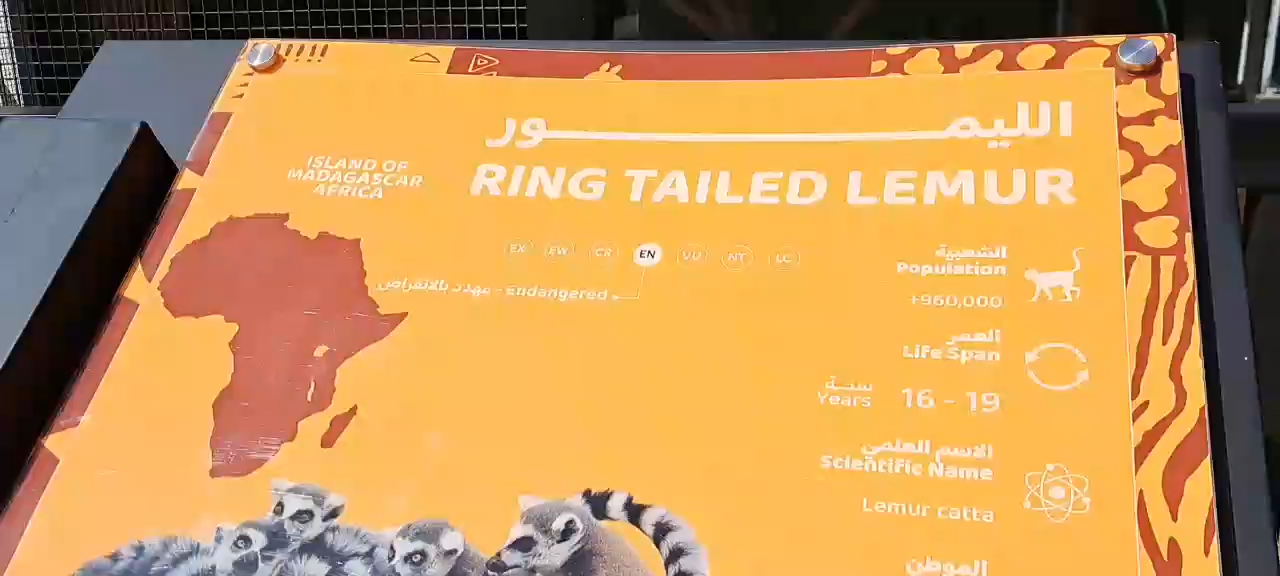 الليمـــور
RING TAILED LEMUR
ISLAND OF
MADAGASCAR
AFRICA
EX EW CR EN VU NT LC
مهدد بالانقراض - Endangered
الشعبية
Population
+960,000
العمر
Life Span
سنـة
Years
16 - 19
الاسم العلمي
Scientific Name
Lemur catta
الموطن